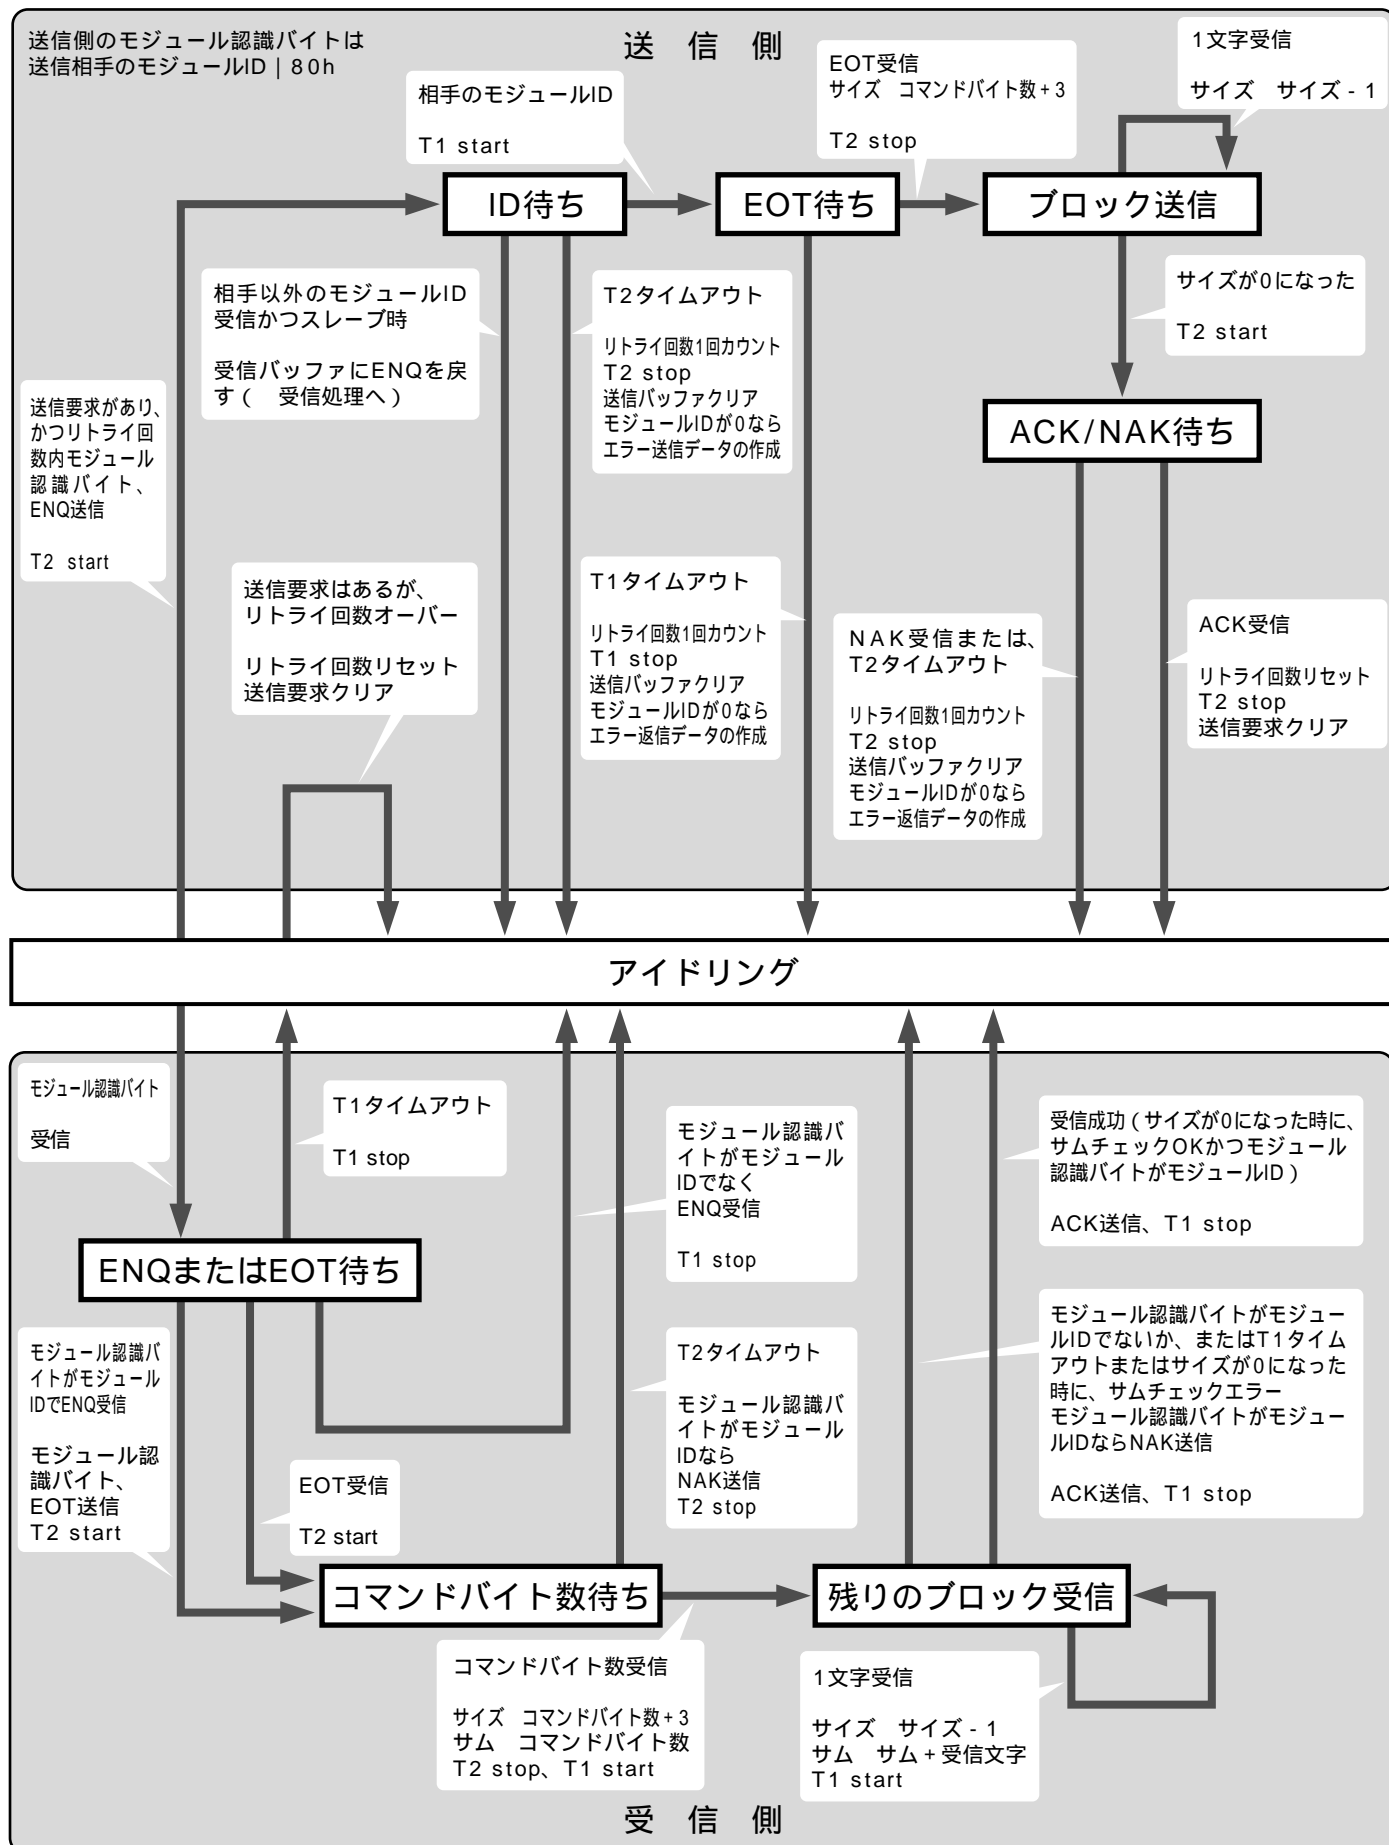 送信側のモジュール認識バイトは
送信相手のモジュールID | 80h
送 信 側
1文字受信
サイズ　サイズ - 1
EOT受信
サイズ　コマンドバイト数 + 3
T2 stop
相手のモジュールID
T1 start
ID待ち
EOT待ち
ブロック送信
相手以外のモジュールID
受信かつスレーブ時
受信バッファにENQを戻
す（　受信処理へ）
T2タイムアウト
リトライ回数1回カウント
T2 stop
送信バッファクリア
モジュールIDが0なら
エラー送信データの作成
サイズが0になった
T2 start
送信要求があり、
かつリトライ回
数内モジュール
認識バイト、
ENQ送信
T2 start
ACK/NAK待ち
送信要求はあるが、
リトライ回数オーバー
リトライ回数リセット
送信要求クリア
T1タイムアウト
リトライ回数1回カウント
T1 stop
送信バッファクリア
モジュールIDが0なら
エラー返信データの作成
NAK受信または、
T2タイムアウト
リトライ回数1回カウント
T2 stop
送信バッファクリア
モジュールIDが0なら
エラー返信データの作成
ACK受信
リトライ回数リセット
T2 stop
送信要求クリア
アイドリング
モジュール認識バイト
受信
T1タイムアウト
T1 stop
モジュール認識バ
イトがモジュール
IDでなく
ENQ受信
T1 stop
受信成功（サイズが0になった時に、
サムチェックOKかつモジュール
認識バイトがモジュールID）
ACK送信、T1 stop
ENQまたはEOT待ち
モジュール認識バ
イトがモジュール
IDでENQ受信
モジュール認
識バイト、
EOT送信
T2 start
EOT受信
T2 start
T2タイムアウト
モジュール認識バ
イトがモジュール
IDなら
NAK送信
T2 stop
モジュール認識バイトがモジュー
ルIDでないか、またはT1タイム
アウトまたはサイズが0になった
時に、サムチェックエラー
モジュール認識バイトがモジュー
ルIDならNAK送信
ACK送信、T1 stop
コマンドバイト数待ち
残りのブロック受信
コマンドバイト数受信
サイズ　コマンドバイト数 + 3
サム　コマンドバイト数
T2 stop、T1 start
1文字受信
サイズ　サイズ - 1
サム　サム + 受信文字
T1 start
受 信 側